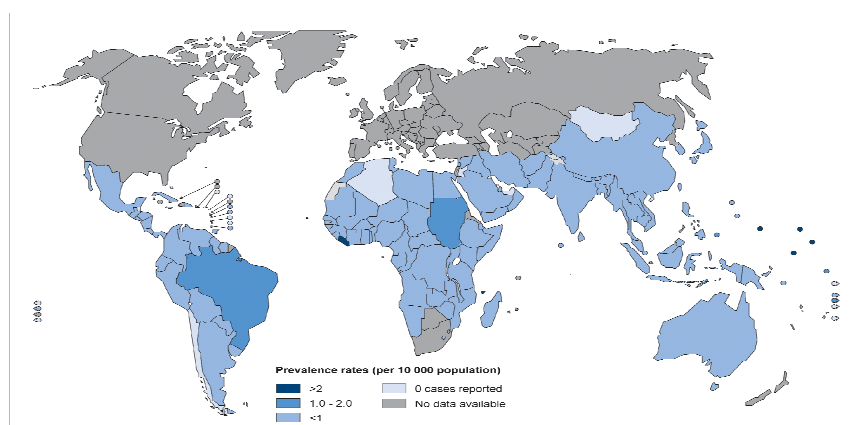 Prevalence rates (per 10 000 population)
>2
0 cases reported
1.0 - 2.0
No data available
<1